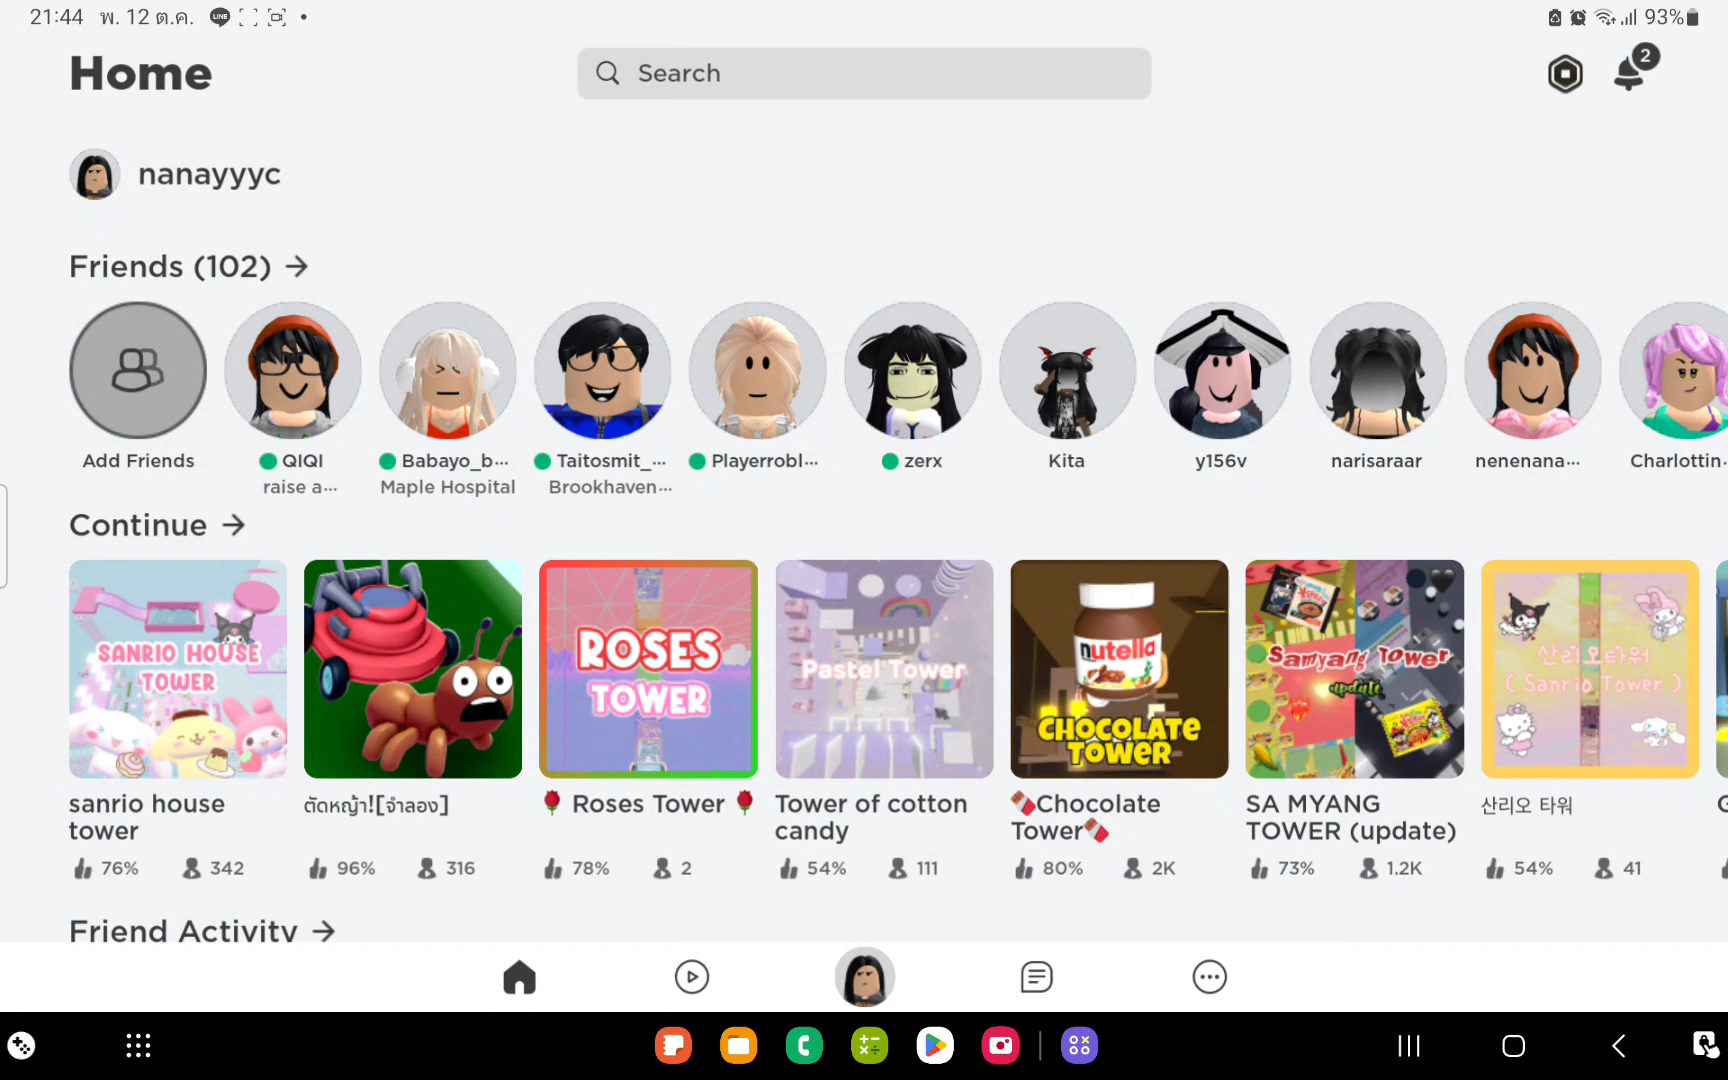 21:44 พ. 12 ต.ค.
LINE
93%
Home
Search
2
nanayyyc
Friends (102)
Add Friends
QIQI
raise a...
Babayo_b...
Maple Hospital
Taitosmit_...
Brookhaven...
Playerrobl...
zerx
Kita
y156v
narisaraar
nenenana...
Charlottin
Continue
SANRIO HOUSE
TOWER
ROSES
TOWER
Pastel Tower
nutella
CHOCOLATE
TOWER
Samyang Tower
update
산리오타워
( Sanrio Tower )
sanrio house
tower
ตัดหญ้า![จำลอง]
🌹 Roses Tower 🌹
Tower of cotton
candy
🍫Chocolate
Tower🍫
SA MYANG
TOWER (update)
산리오 타워
76% 342
96% 316
78% 2
54% 111
80% 2K
73% 1.2K
54% 41
Friend Activity